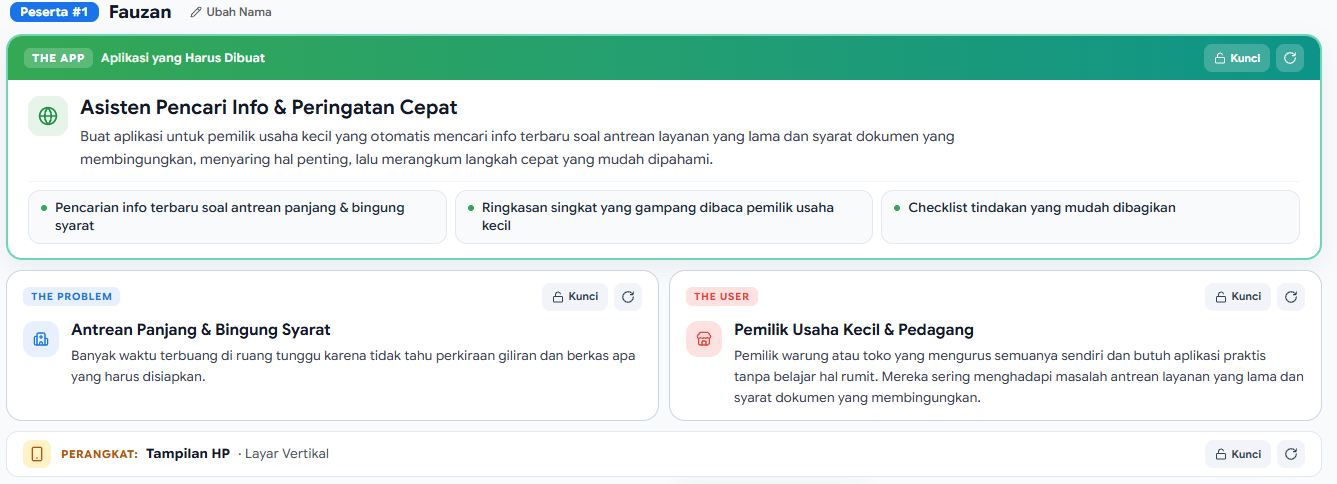 Peserta #1 Fauzan Ubah Nama
THE APP Aplikasi yang Harus Dibuat Kunci
Asisten Pencari Info & Peringatan Cepat
Buat aplikasi untuk pemilik usaha kecil yang otomatis mencari info terbaru soal antrean layanan yang lama dan syarat dokumen yang
membingungkan, menyaring hal penting, lalu merangkum langkah cepat yang mudah dipahami.
Pencarian info terbaru soal antrean panjang & bingung
syarat
Ringkasan singkat yang gampang dibaca pemilik usaha
kecil
Checklist tindakan yang mudah dibagikan
THE PROBLEM Kunci
Antrean Panjang & Bingung Syarat
Banyak waktu terbuang di ruang tunggu karena tidak tahu perkiraan giliran dan berkas apa
yang harus disiapkan.
THE USER Kunci
Pemilik Usaha Kecil & Pedagang
Pemilik warung atau toko yang mengurus semuanya sendiri dan butuh aplikasi praktis
tanpa belajar hal rumit. Mereka sering menghadapi masalah antrean layanan yang lama dan
syarat dokumen yang membingungkan.
PERANGKAT: Tampilan HP · Layar Vertikal Kunci